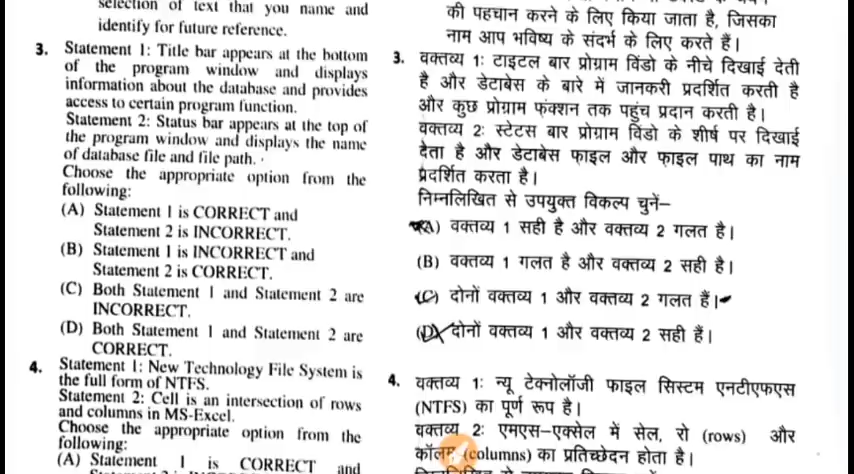 selection of text that you name and
identify for future reference.
3. Statement 1: Title bar appears at the bottom
of the program window and displays
information about the database and provides
access to certain program function.
Statement 2: Status bar appears at the top of
the program window and displays the name
of database file and file path.
Choose the appropriate option from the
following:
(A) Statement 1 is CORRECT and
Statement 2 is INCORRECT.
(B) Statement 1 is INCORRECT and
Statement 2 is CORRECT.
(C) Both Statement 1 and Statement 2 are
INCORRECT.
(D) Both Statement 1 and Statement 2 are
CORRECT.
4. Statement 1: New Technology File System is
the full form of NTFS.
Statement 2: Cell is an intersection of rows
and columns in MS-Excel.
Choose the appropriate option from the
following:
(A) Statement 1 is CORRECT and
की पहचान करने के लिए किया जाता है, जिसका
नाम आप भविष्य के संदर्भ के लिए करते हैं।
3. वक्तव्य 1: टाइटल बार प्रोग्राम विंडो के नीचे दिखाई देती
है और डेटाबेस के बारे में जानकरी प्रदर्शित करती है
और कुछ प्रोग्राम फंक्शन तक पहुंच प्रदान करती है।
वक्तव्य 2: स्टेटस बार प्रोग्राम विंडो के शीर्ष पर दिखाई
देता है और डेटाबेस फ़ाइल और फ़ाइल पाथ का नाम
प्रदर्शित करता है।
निम्नलिखित से उपयुक्त विकल्प चुनें–
(A) वक्तव्य 1 सही है और वक्तव्य 2 गलत है।
(B) वक्तव्य 1 गलत है और वक्तव्य 2 सही है।
(C) दोनों वक्तव्य 1 और वक्तव्य 2 गलत हैं।
(D) दोनों वक्तव्य 1 और वक्तव्य 2 सही हैं।
4. वक्तव्य 1: न्यू टेक्नोलॉजी फाइल सिस्टम एनटीएफएस
(NTFS) का पूर्ण रूप है।
वक्तव्य 2: एमएस-एक्सेल में सेल, रो (rows) और
कॉलम (columns) का प्रतिच्छेदन होता है।